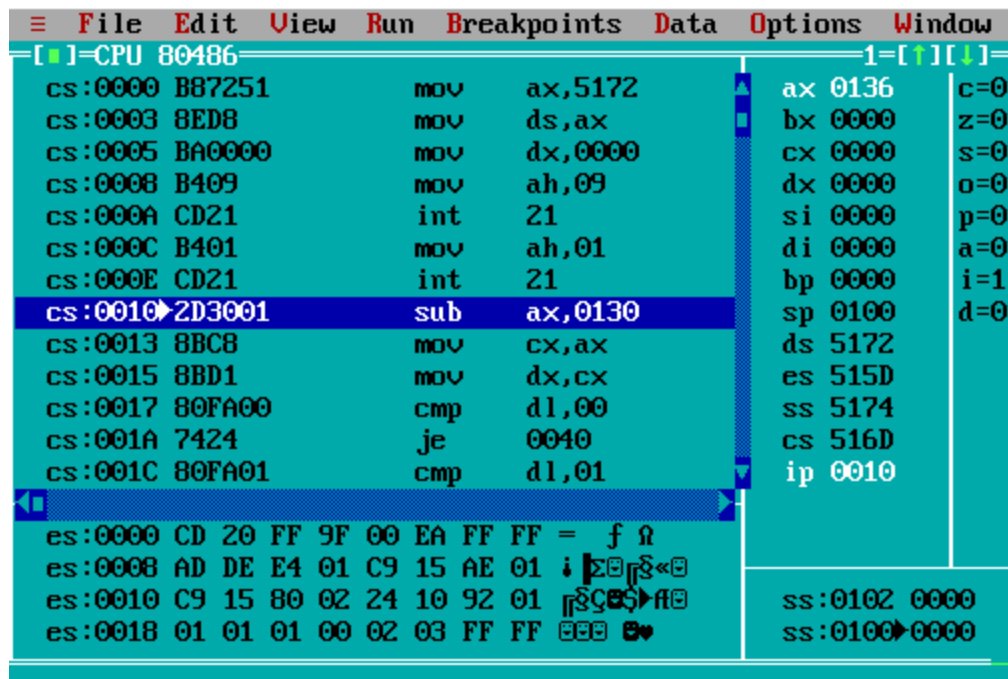 ≡ File Edit View Run Breakpoints Data Options Window
[■]=CPU 80486 1=[↑][↓]
cs:0000 B87251 mov ax,5172 ax 0136 c=0
cs:0003 8ED8 mov ds,ax bx 0000 z=0
cs:0005 BA0000 mov dx,0000 cx 0000 s=0
cs:0008 B409 mov ah,09 dx 0000 o=0
cs:000A CD21 int 21 si 0000 p=0
cs:000C B401 mov ah,01 di 0000 a=0
cs:000E CD21 int 21 bp 0000 i=1
cs:0010►2D3001 sub ax,0130 sp 0100 d=0
cs:0013 8BC8 mov cx,ax ds 5172
cs:0015 8BD1 mov dx,cx es 515D
cs:0017 80FA00 cmp dl,00 ss 5174
cs:001A 7424 je 0040 cs 516D
cs:001C 80FA01 cmp dl,01 ip 0010
es:0000 CD 20 FF 9F 00 EA FF FF = ƒ Ω
es:0008 AD DE E4 01 C9 15 AE 01 ¡ ▐Σ☺╔§«☺
es:0010 C9 15 80 02 24 10 92 01 ╔§Ç☻$►Æ☺ ss:0102 0000
es:0018 01 01 01 00 02 03 FF FF ☺☺☺ ☻♥ ss:0100►0000